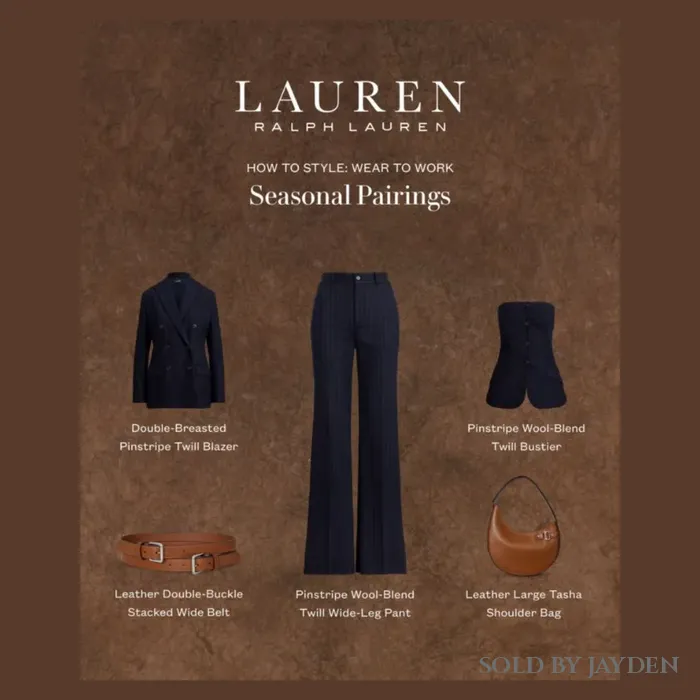 LAUREN
RALPH LAUREN
HOW TO STYLE: WEAR TO WORK
Seasonal Pairings
Double-Breasted
Pinstripe Twill Blazer
Pinstripe Wool-Blend
Twill Bustier
Leather Double-Buckle
Stacked Wide Belt
Pinstripe Wool-Blend
Twill Wide-Leg Pant
Leather Large Tasha
Shoulder Bag
SOLD BY JAYDEN